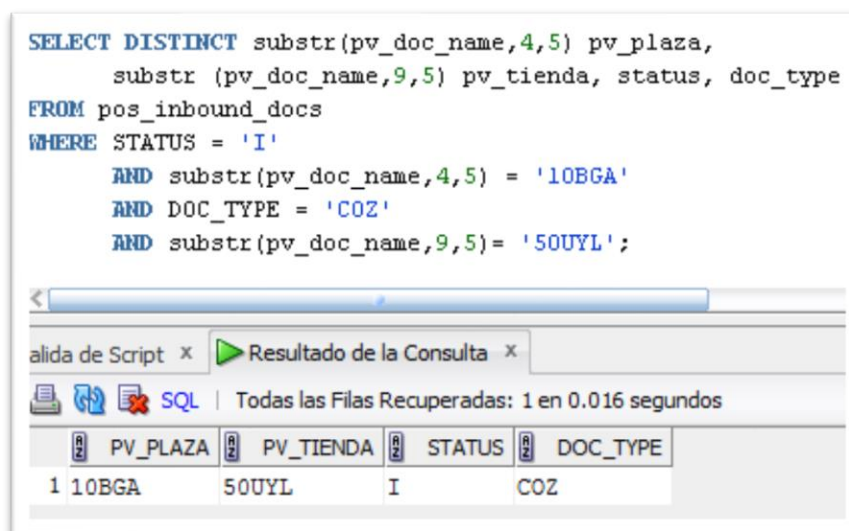 SELECT DISTINCT substr(pv_doc_name,4,5) pv_plaza,
substr (pv_doc_name,9,5) pv_tienda, status, doc_type
FROM pos_inbound_docs
WHERE STATUS = 'I'
AND substr(pv_doc_name,4,5) = '10BGA'
AND DOC_TYPE = 'COZ'
AND substr(pv_doc_name,9,5)= '50UYL';
alida de Script x Resultado de la Consulta x
SQL | Todas las Filas Recuperadas: 1 en 0.016 segundos
PV_PLAZA PV_TIENDA STATUS DOC_TYPE
1 10BGA 50UYL I COZ